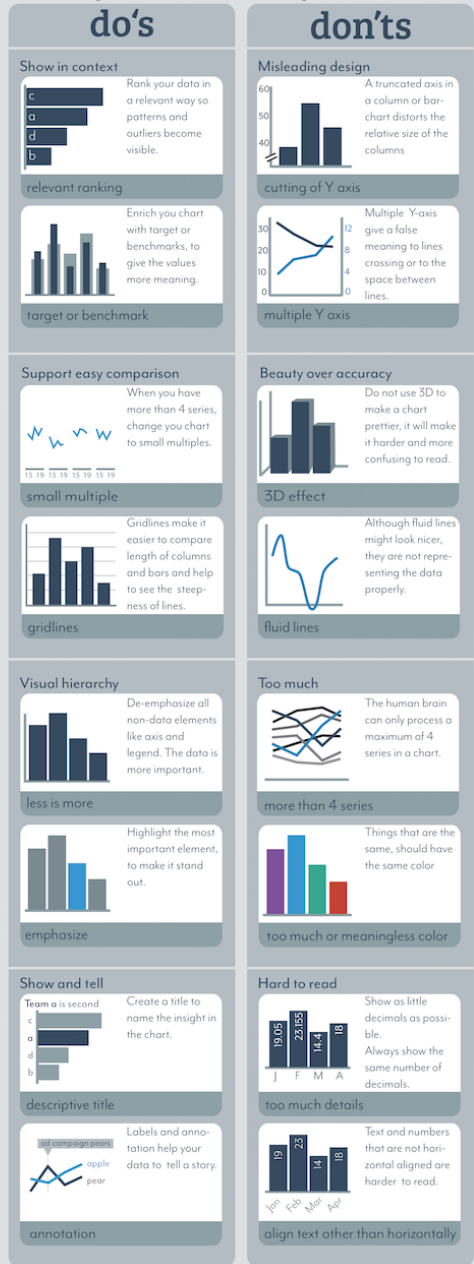 do's
Show in context
c
a
d
b
Rank your data in
a relevant way so
patterns and
outliers become
visible.
relevant ranking
Enrich you chart
with target or
benchmarks, to
give the values
more meaning.
target or benchmark
Support easy comparison
15 19 15 19 15 19 15 19
When you have
more than 4 series,
change you chart
to small multiples.
small multiple
Gridlines make it
easier to compare
length of columns
and bars and help
to see the steep-
ness of lines.
gridlines
Visual hierarchy
De-emphasize all
non-data elements
like axis and
legend. The data is
more important.
less is more
Highlight the most
important element,
to make it stand
out.
emphasize
Show and tell
Team a is second
c
a
d
b
Create a title to
name the insight in
the chart.
descriptive title
ad campaign pears
apple
pear
Labels and anno-
tation help your
data to tell a story.
annotation
don'ts
Misleading design
60
50
40
A truncated axis in
a column or bar-
chart distorts the
relative size of the
columns
cutting of Y axis
30
20
10
0
12
8
4
0
Multiple Y-axis
give a false
meaning to lines
crossing or to the
space between
lines.
multiple Y axis
Beauty over accuracy
Do not use 3D to
make a chart
prettier, it will make
it harder and more
confusing to read.
3D effect
Although fluid lines
might look nicer,
they are not repre-
senting the data
properly.
fluid lines
Too much
The human brain
can only process a
maximum of 4
series in a chart.
more than 4 series
Things that are the
same, should have
the same color
too much or meaningless color
Hard to read
19.05 23.155 14.4 18
J F M A
Show as little
decimals as possi-
ble.
Always show the
same number of
decimals.
too much details
19 23 14 18
Jan Feb Mar Apr
Text and numbers
that are not hori-
zontal aligned are
harder to read.
align text other than horizontally